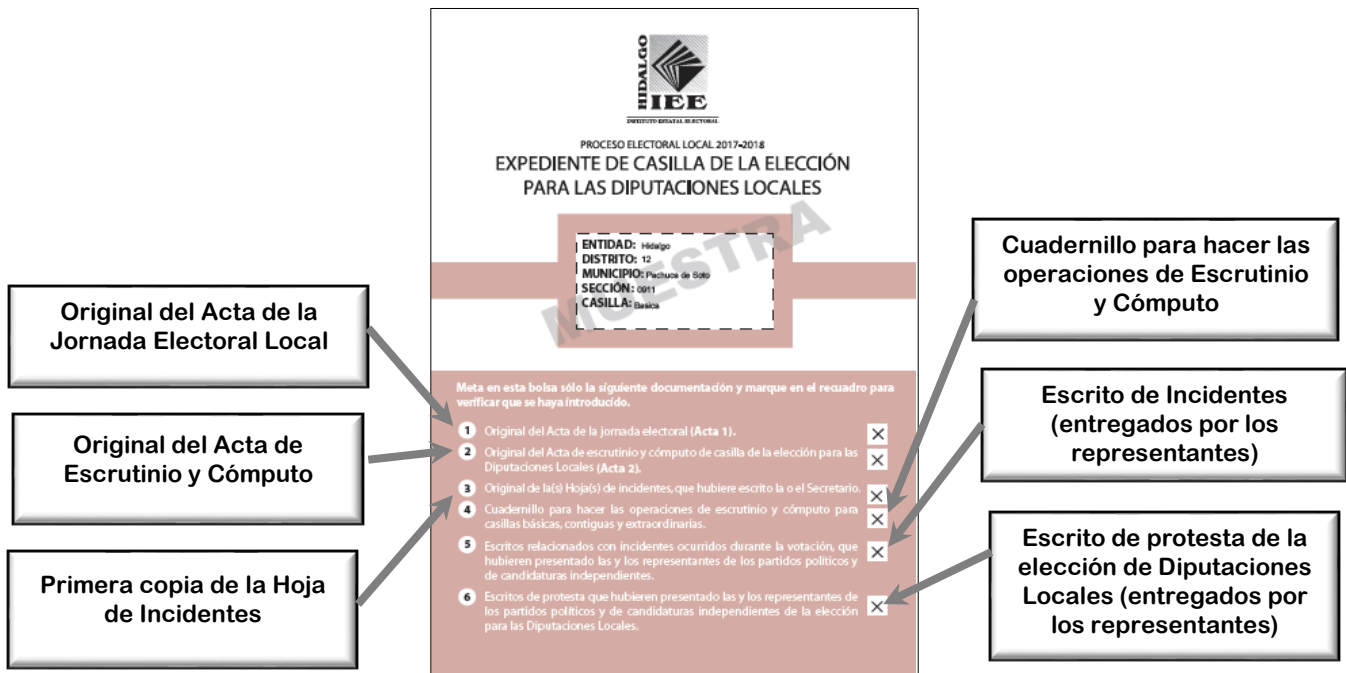 HIDALGO
IEE
INSTITUTO ESTATAL ELECTORAL
PROCESO ELECTORAL LOCAL 2017-2018
EXPEDIENTE DE CASILLA DE LA ELECCIÓN
PARA LAS DIPUTACIONES LOCALES
MUESTRA
ENTIDAD: Hidalgo
DISTRITO: 12
MUNICIPIO: Pachuca de Soto
SECCIÓN: 0911
CASILLA: Basica
Original del Acta de la
Jornada Electoral Local
Original del Acta de
Escrutinio y Cómputo
Primera copia de la Hoja
de Incidentes
Meta en esta bolsa sólo la siguiente documentación y marque en el recuadro para
verificar que se haya introducido.
1 Original del Acta de la jornada electoral (Acta 1).
2 Original del Acta de escrutinio y cómputo de casilla de la elección para las
Diputaciones Locales (Acta 2).
3 Original de la(s) Hoja(s) de incidentes, que hubiere escrito la o el Secretario.
4 Cuadernillo para hacer las operaciones de escrutinio y cómputo para
casillas básicas, contiguas y extraordinarias.
5 Escritos relacionados con incidentes ocurridos durante la votación, que
hubieren presentado las y los representantes de los partidos políticos y
de candidaturas independientes.
6 Escritos de protesta que hubieren presentado las y los representantes de
los partidos políticos y de candidaturas independientes de la elección
para las Diputaciones Locales.
Cuadernillo para hacer las
operaciones de Escrutinio
y Cómputo
Escrito de Incidentes
(entregados por los
representantes)
Escrito de protesta de la
elección de Diputaciones
Locales (entregados por
los representantes)